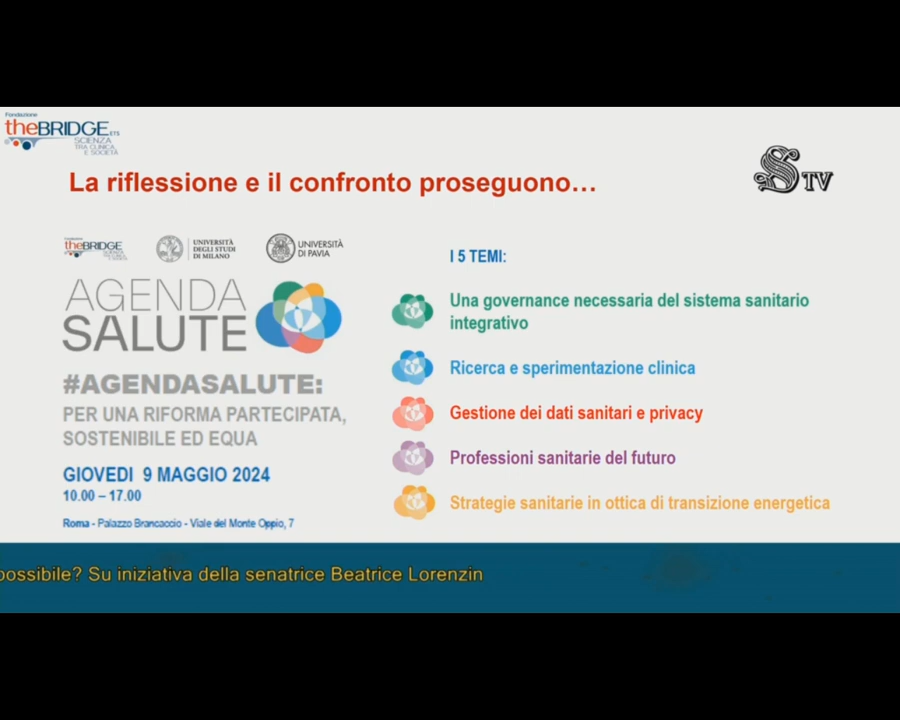 Fondazione
theBRIDGE ETS
SCIENZA
TRA CLINICA
E SOCIETÀ
La riflessione e il confronto proseguono…
S TV
theBRIDGE
UNIVERSITÀ
DEGLI STUDI
DI MILANO
UNIVERSITÀ
DI PAVIA
AGENDA
SALUTE
#AGENDASALUTE:
PER UNA RIFORMA PARTECIPATA,
SOSTENIBILE ED EQUA
GIOVEDI 9 MAGGIO 2024
10.00 – 17.00
Roma - Palazzo Brancaccio - Viale del Monte Oppio, 7
I 5 TEMI:
Una governance necessaria del sistema sanitario
integrativo
Ricerca e sperimentazione clinica
Gestione dei dati sanitari e privacy
Professioni sanitarie del futuro
Strategie sanitarie in ottica di transizione energetica
possibile? Su iniziativa della senatrice Beatrice Lorenzin